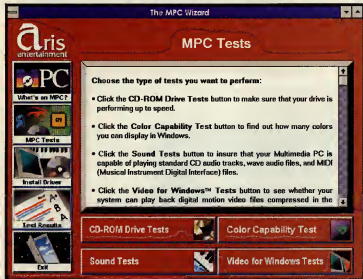 The MPC Wizard
Aris
entertainment
MPC Tests
PC
What's an MPC?
MPC Tests
Install Driver
Test Results
Exit
Choose the type of tests you want to perform:
• Click the CD-ROM Drive Tests button to make sure that your drive is
performing up to speed.
• Click the Color Capability Test button to find out how many colors
you can display in Windows.
• Click the Sound Tests button to insure that your Multimedia PC is
capable of playing standard CD audio tracks, wave audio files, and MIDI
(Musical Instrument Digital Interface) files.
• Click the Video for Windows™ Tests button to see whether your
system can play back digital motion video files compressed in the
CD-ROM Drive Tests
Color Capability Test
Sound Tests
Video for Windows Tests